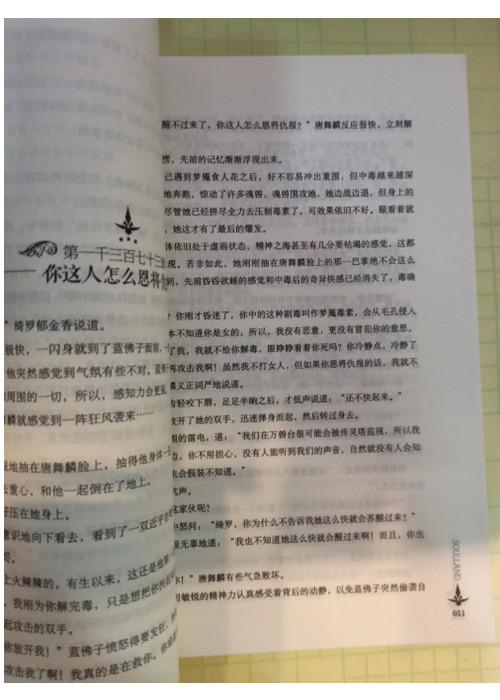 第一千三百七十三
你这人怎么恩将仇
”绮罗郁金香说道。
很快，一闪身就到了蓝佛子面前，一
他突然感觉到气氛有些不对，蓝佛子
周围的一切，所以，感知力会更强，
麟就感觉到一阵狂风袭来……
狠地抽在唐舞麟脸上，抽得他身体一
去重心，和他一起倒在了地上。
好压在她身上。
意识地向下看去，看到了一双近乎
尽。
上火辣辣的，有生以来，这还是他
，我刚为你解完毒，只是想把你扶
起攻击的双手。
你放开我！”蓝佛子愤怒得要发狂，
攻击我了啊！我真的是在救你。
醒不过来了，你这人怎么恩将仇报？”唐舞麟反应很快，立刻解
愣，先前的记忆渐渐浮现出来。
己遇到梦魇食人花之后，好不容易冲出重围，但中毒越来越深
地奔跑，惊动了许多魂兽，魂兽围攻她，她边战边退，但身上的
尽管她已经拼尽全力去压制毒素了，可效果依旧不好。眼看着就
，她这才有了最后的爆发。
体依旧处于虚弱状态，精神之海甚至有几分要枯竭的感觉，这都
现。若非如此，她刚刚抽在唐舞麟脸上的那一巴掌绝不会这么
到，先前昏昏欲睡的感觉和中毒后的奇异快感已经消失了，毒确
？你刚才昏迷了，你中的这种剧毒叫作梦魇毒素，会从毛孔侵入
本不知道你是女的，所以，我没有恶意，更没有冒犯你的意思。
了我，我就不给你解毒，眼睁睁看着你死吗？你冷静点，冷静了
等攻击我啊！虽然我不打女人，但如果你恩将仇报的话，我就不
麟义正词严地说道。
齿轻咬下唇，足足半晌之后，才低声说道：“还不快起来。”
放开了她的双手，迅速弹身而起，然后转过身去。
围的雷电，道：“我们在万兽台很可能会被传灵塔监视，所以我
边，你不用担心，没有人能听到我们的声音，自然就没有人会知
也会假装不知道。”
亢声。
这家伙呢？
中怒问：“绮罗，你为什么不告诉我她这么快就会苏醒过来？”
很无辜地道：“我也不知道她这么快就会醒过来啊！而且，你也
！”唐舞麟有些气急败坏。
用敏锐的精神力认真感受着背后的动静，以免蓝佛子突然偷袭自
SOULLAND
051